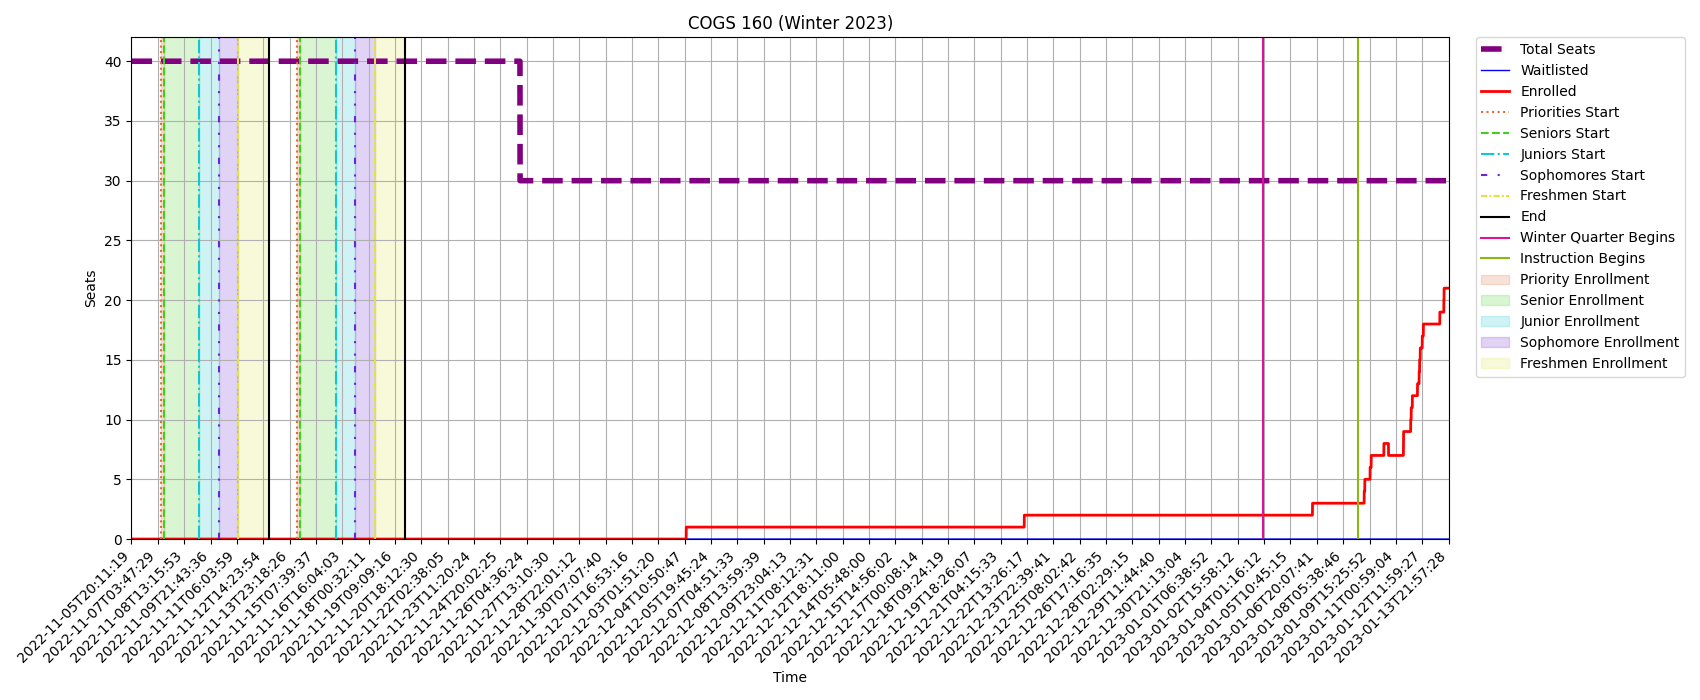 COGS 160 (Winter 2023)
40
35
30
25
20
15
10
5
0
Seats
2022-11-05T20:11:19
2022-11-07T03:47:29
2022-11-08T13:15:53
2022-11-09T21:43:36
2022-11-11T06:03:59
2022-11-12T14:23:54
2022-11-13T23:18:26
2022-11-15T07:39:37
2022-11-16T16:04:03
2022-11-18T00:32:11
2022-11-19T09:09:16
2022-11-20T18:12:30
2022-11-22T02:38:05
2022-11-23T11:20:24
2022-11-24T20:02:25
2022-11-26T04:36:24
2022-11-27T13:10:30
2022-11-28T22:01:12
2022-11-30T07:07:40
2022-12-01T16:53:16
2022-12-03T01:51:20
2022-12-04T10:50:47
2022-12-05T19:45:24
2022-12-07T04:51:33
2022-12-08T13:59:39
2022-12-09T23:04:13
2022-12-11T08:12:31
2022-12-12T18:11:00
2022-12-14T05:48:00
2022-12-15T14:56:02
2022-12-17T00:08:14
2022-12-18T09:24:19
2022-12-19T18:26:07
2022-12-21T04:15:33
2022-12-22T13:26:17
2022-12-23T22:39:41
2022-12-25T08:02:42
2022-12-26T17:16:35
2022-12-28T02:29:15
2022-12-29T11:44:40
2022-12-30T21:13:04
2023-01-01T06:38:52
2023-01-02T15:58:12
2023-01-04T01:16:12
2023-01-05T10:45:15
2023-01-06T20:07:41
2023-01-08T05:38:46
2023-01-09T15:25:52
2023-01-11T00:59:04
2023-01-12T11:59:27
2023-01-13T21:57:28
Time
Total Seats
Waitlisted
Enrolled
Priorities Start
Seniors Start
Juniors Start
Sophomores Start
Freshmen Start
End
Winter Quarter Begins
Instruction Begins
Priority Enrollment
Senior Enrollment
Junior Enrollment
Sophomore Enrollment
Freshmen Enrollment